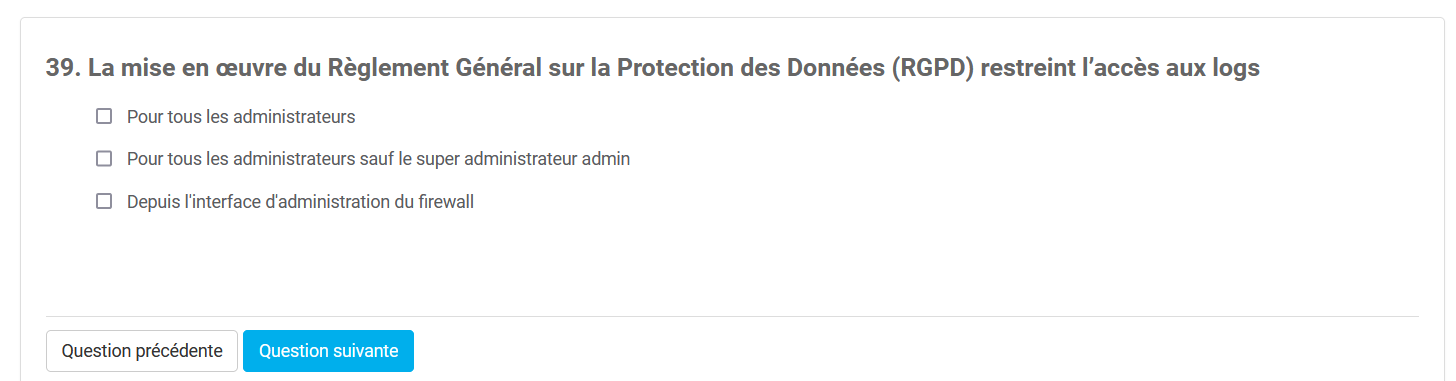 39. La mise en œuvre du Règlement Général sur la Protection des Données (RGPD) restreint l’accès aux logs
Pour tous les administrateurs
Pour tous les administrateurs sauf le super administrateur admin
Depuis l'interface d'administration du firewall
Question précédente
Question suivante